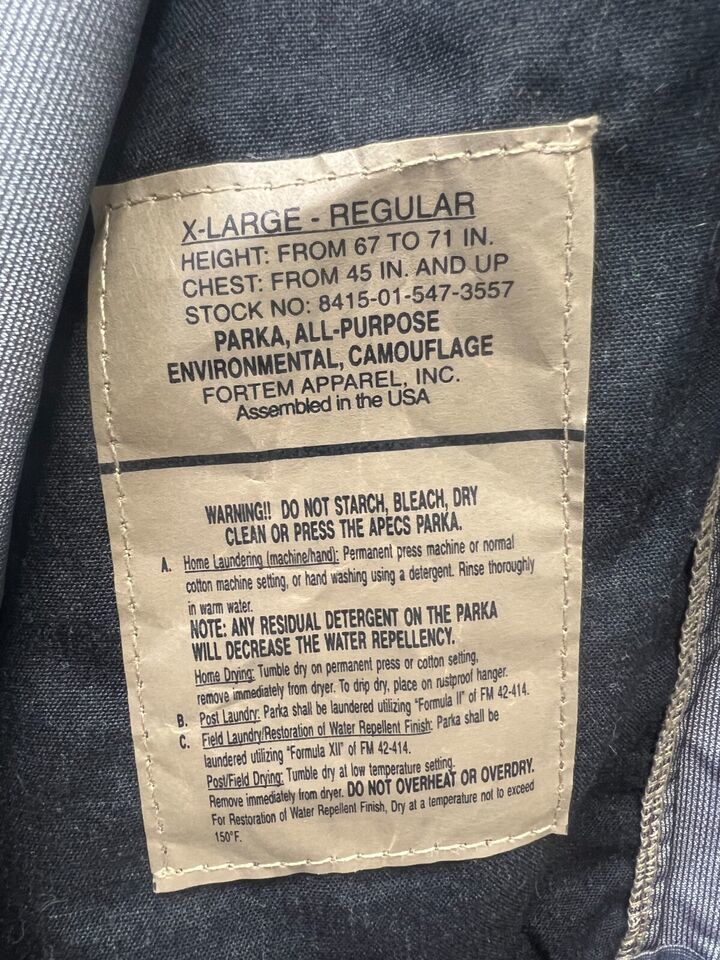 X-LARGE - REGULAR
HEIGHT: FROM 67 TO 71 IN.
CHEST: FROM 45 IN. AND UP
STOCK NO: 8415-01-547-3557
PARKA, ALL-PURPOSE
ENVIRONMENTAL, CAMOUFLAGE
FORTEM APPAREL, INC.
Assembled in the USA
WARNING!! DO NOT STARCH, BLEACH, DRY
CLEAN OR PRESS THE APECS PARKA.
A. Home Laundering (machine/hand): Permanent press machine or normal
cotton machine setting, or hand washing using a detergent. Rinse thoroughly
in warm water.
NOTE: ANY RESIDUAL DETERGENT ON THE PARKA
WILL DECREASE THE WATER REPELLENCY.
Home Drying: Tumble dry on permanent press or cotton setting,
remove immediately from dryer. To drip dry, place on rustproof hanger.
B. Post Laundry: Parka shall be laundered utilizing "Formula II" of FM 42-414.
C. Field Laundry/Restoration of Water Repellent Finish: Parka shall be
laundered utilizing "Formula XII" of FM 42-414.
Post/Field Drying: Tumble dry at low temperature setting.
Remove immediately from dryer. DO NOT OVERHEAT OR OVERDRY.
For Restoration of Water Repellent Finish, Dry at a temperature not to exceed
150°F.